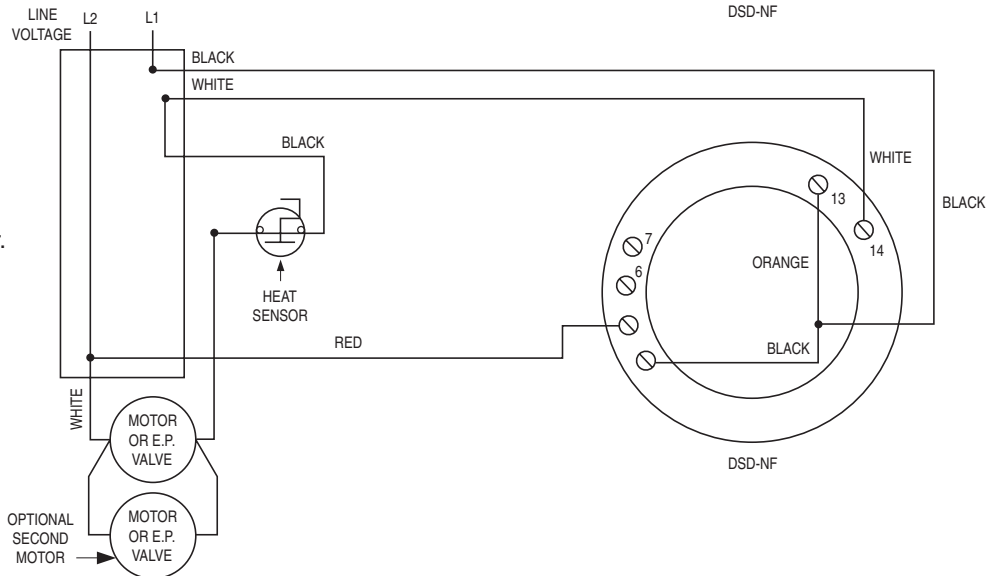 DSD-NF
LINE
VOLTAGE
L2
L1
BLACK
WHITE
BLACK
WHITE
BLACK
13
14
7
6
ORANGE
HEAT
SENSOR
RED
BLACK
WHITE
MOTOR
OR E.P.
VALVE
DSD-NF
OPTIONAL
SECOND
MOTOR
MOTOR
OR E.P.
VALVE